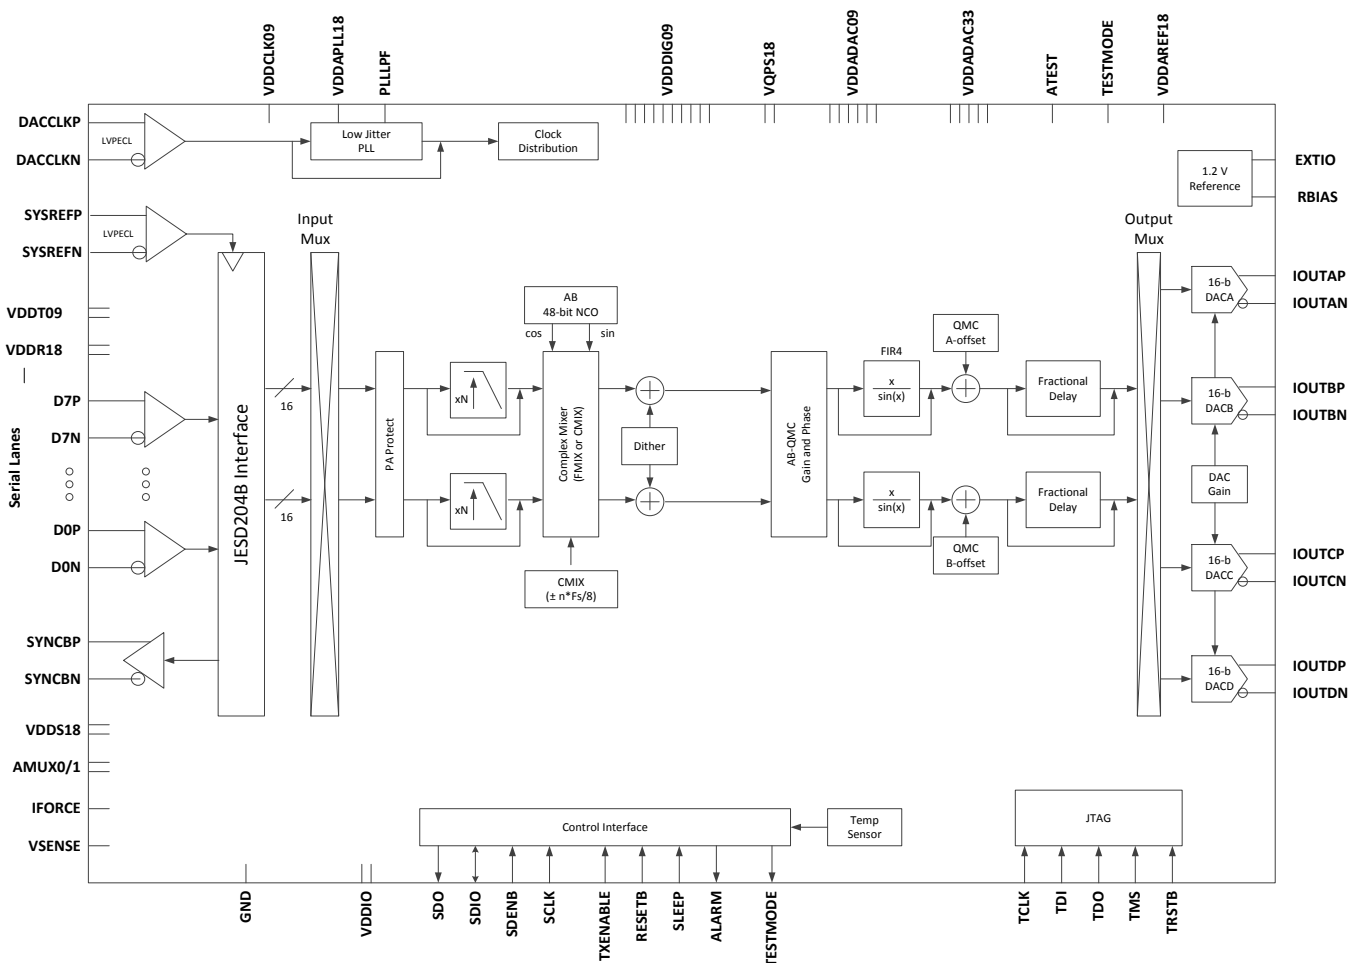 VDDCLK09
VDDAPLL18
PLLLPF
VDDDIG09
VQPS18
VDDADAC09
VDDADAC33
ATEST
TESTMODE
VDDAREF18
DACCLKP
DACCLKN
LVPECL
Low Jitter
PLL
Clock
Distribution
1.2 V
Reference
EXTIO
RBIAS
SYSREFP
SYSREFN
LVPECL
Input
Mux
Output
Mux
VDDT09
VDDR18
Serial Lanes
D7P
D7N
D0P
D0N
JESD204B Interface
16
16
PA Protect
xN
xN
AB
48-bit NCO
cos
sin
Complex Mixer
(FMIX or CMIX)
CMIX
(± n*Fs/8)
Dither
AB-QMC
Gain and Phase
FIR4
x
sin(x)
x
sin(x)
QMC
A-offset
QMC
B-offset
Fractional
Delay
Fractional
Delay
16-b
DACA
IOUTAP
IOUTAN
16-b
DACB
IOUTBP
IOUTBN
DAC
Gain
16-b
DACC
IOUTCP
IOUTCN
16-b
DACD
IOUTDP
IOUTDN
SYNCBP
SYNCBN
VDDS18
AMUX0/1
IFORCE
VSENSE
Control Interface
Temp
Sensor
JTAG
GND
VDDIO
SDO
SDIO
SDENB
SCLK
TXENABLE
RESETB
SLEEP
ALARM
TESTMODE
TCLK
TDI
TDO
TMS
TRSTB